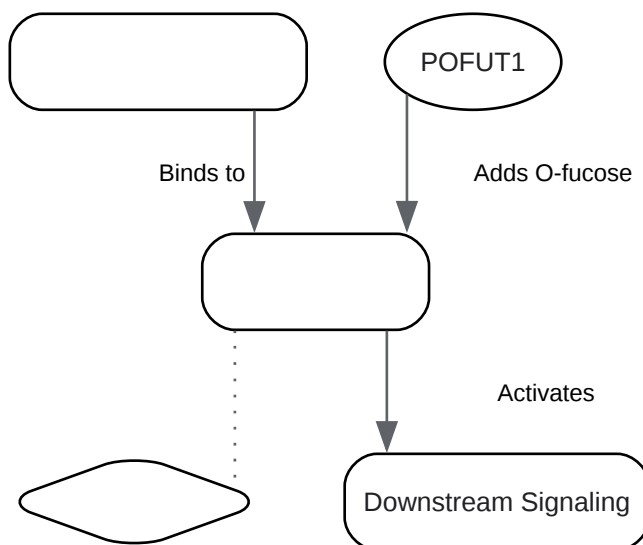 POFUT1
Binds to
Adds O-fucose
Activates
Downstream Signaling